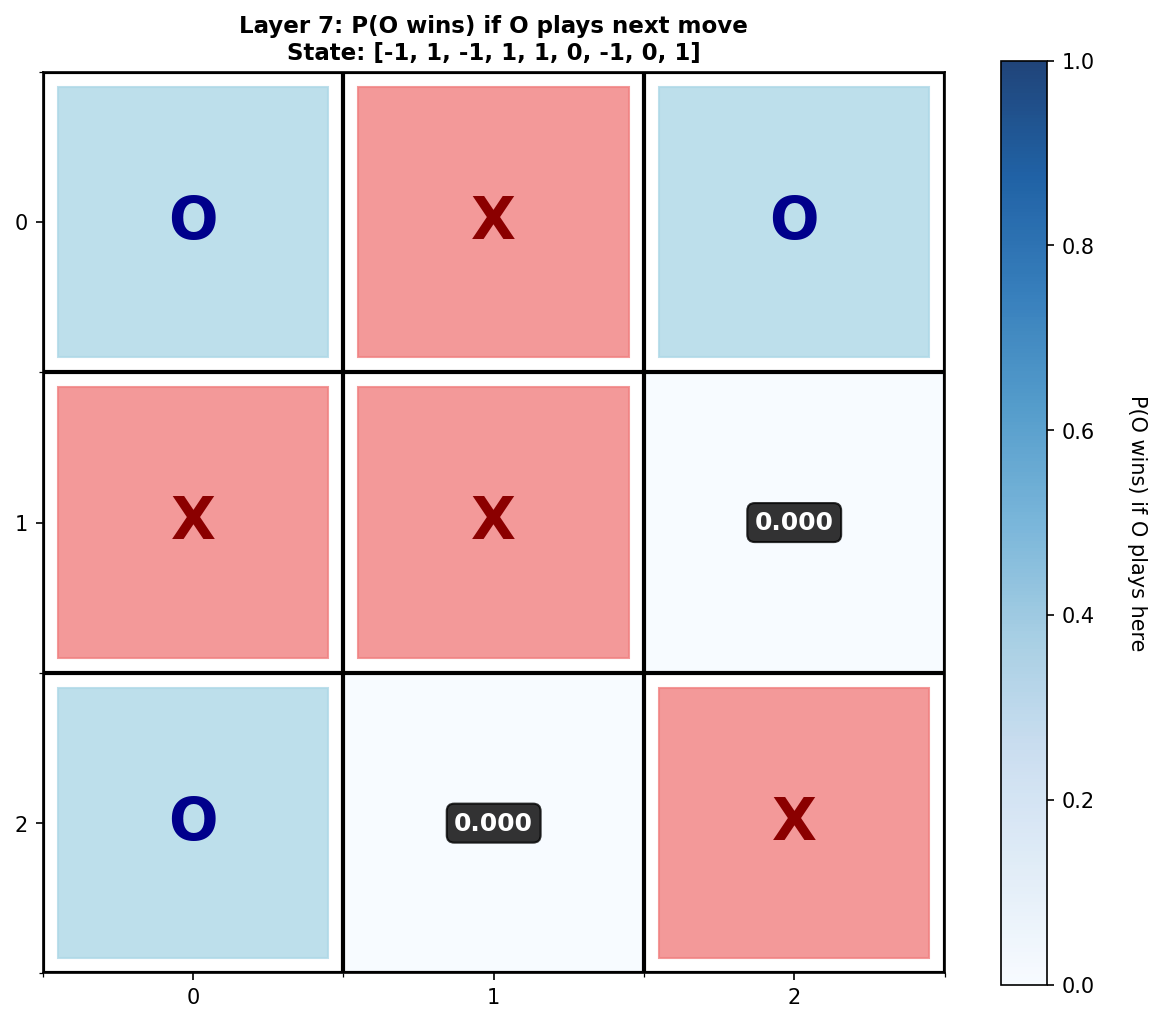 Layer 7: P(O wins) if O plays next move
State: [-1, 1, -1, 1, 1, 0, -1, 0, 1]
O X O
0
X X 0.000
1
O 0.000 X
2
0 1 2
1.0
0.8
0.6
0.4
0.2
0.0
P(O wins) if O plays here